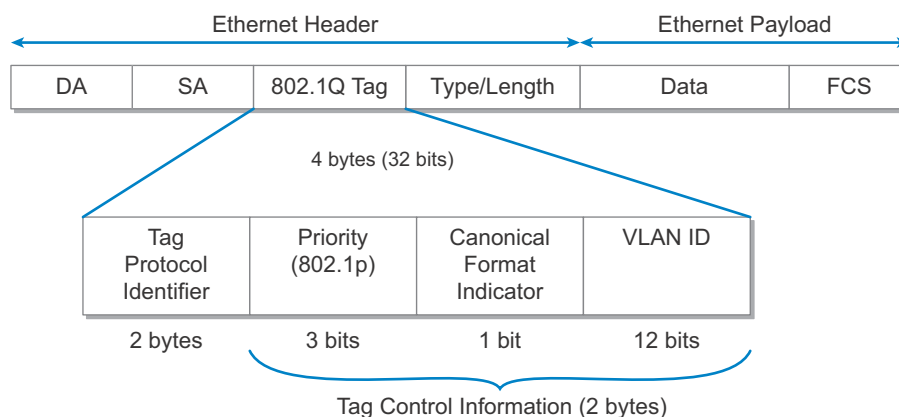 Ethernet Header
Ethernet Payload
DA
SA
802.1Q Tag
Type/Length
Data
FCS
4 bytes (32 bits)
Tag
Protocol
Identifier
Priority
(802.1p)
Canonical
Format
Indicator
VLAN ID
2 bytes
3 bits
1 bit
12 bits
Tag Control Information (2 bytes)